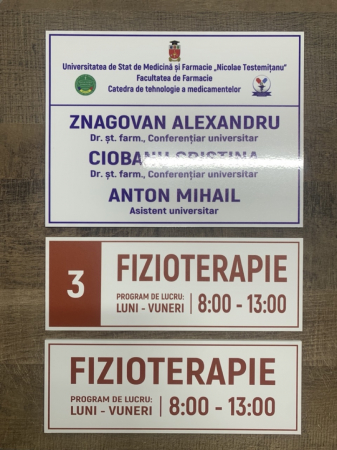 Universitatea de Stat de Medicină și Farmacie „Nicolae Testemițanu”
Facultatea de Farmacie
Catedra de tehnologie a medicamentelor
ZNAGOVAN ALEXANDRU
Dr. șt. farm., Conferențiar universitar
CIOBANU CRISTINA
Dr. șt. farm., Conferențiar universitar
ANTON MIHAIL
Asistent universitar
3
FIZIOTERAPIE
PROGRAM DE LUCRU:
LUNI - VUNERI
8:00 - 13:00
FIZIOTERAPIE
PROGRAM DE LUCRU:
LUNI - VUNERI
8:00 - 13:00